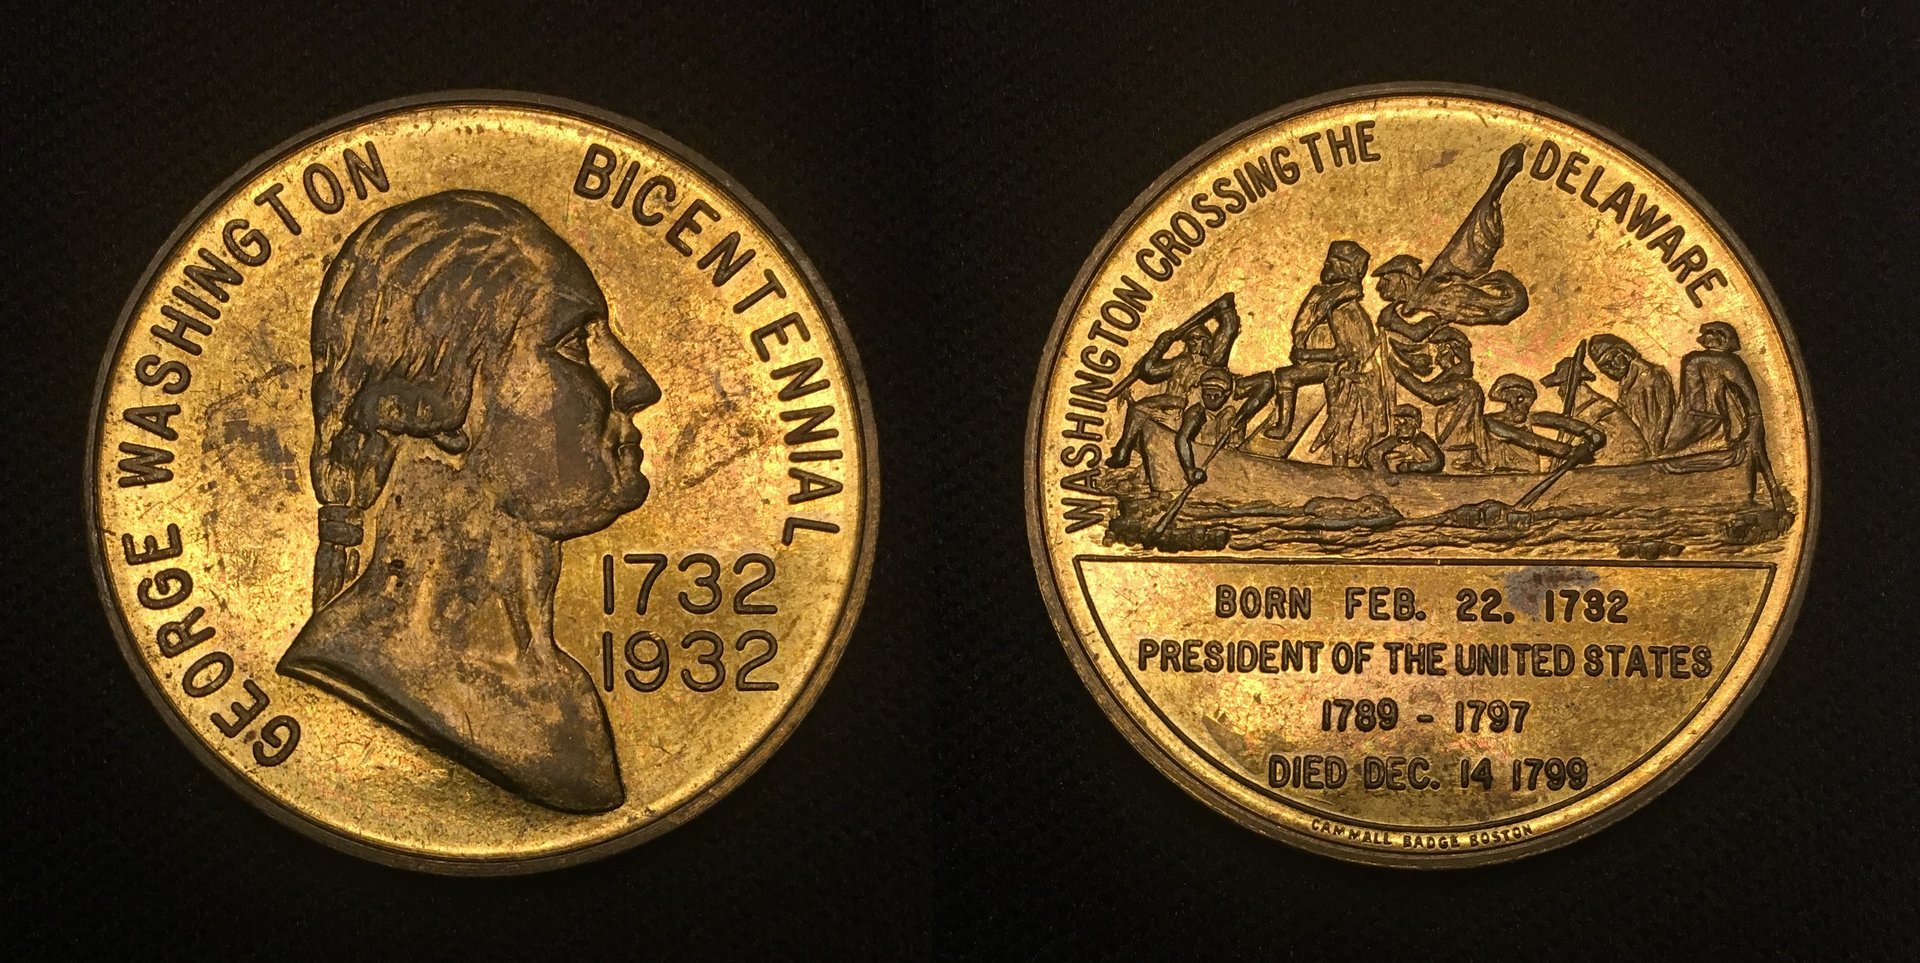 GEORGE WASHINGTON BICENTENNIAL
1732
1932
WASHINGTON CROSSING THE DELAWARE
BORN FEB. 22, 1732
PRESIDENT OF THE UNITED STATES
1789 - 1797
DIED DEC. 14 1799
CAMMALL BADGE BOSTON